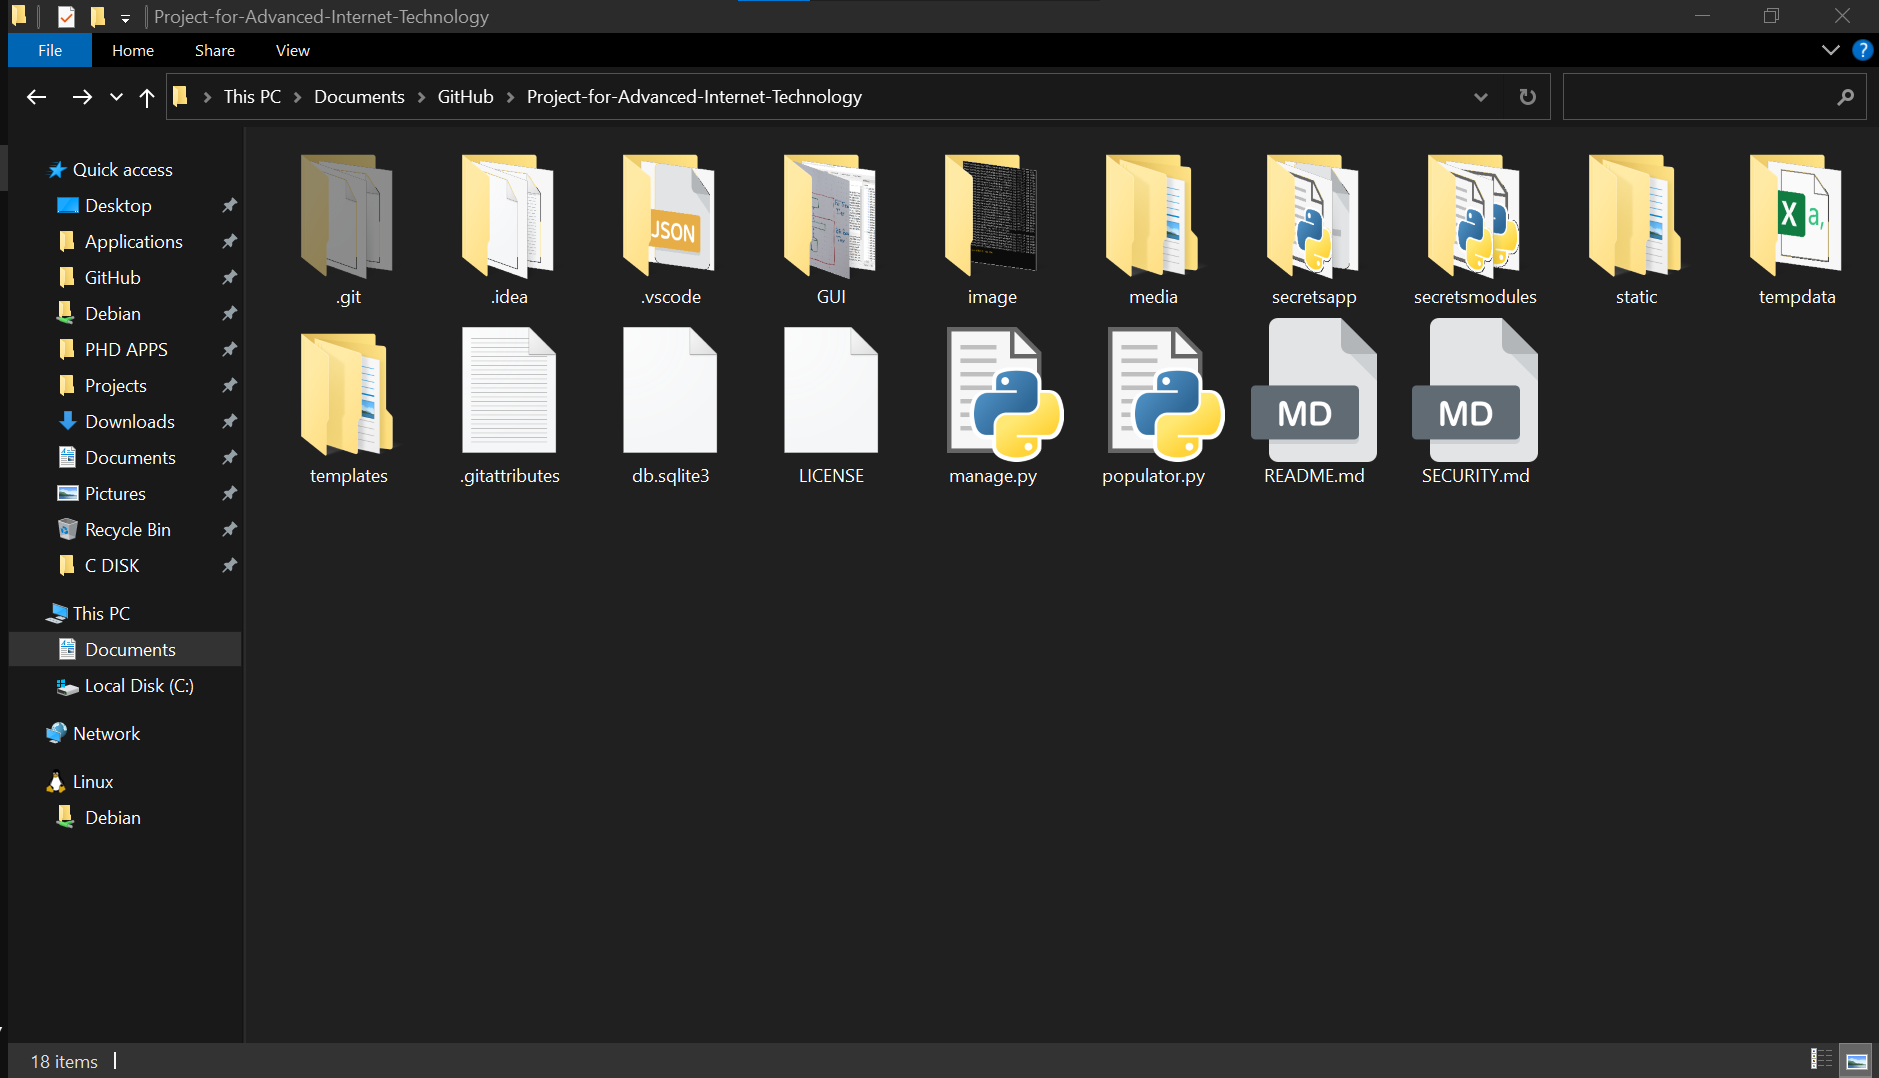 Project-for-Advanced-Internet-Technology
File Home Share View ?
This PC Documents GitHub Project-for-Advanced-Internet-Technology
Quick access
Desktop
Applications
GitHub
Debian
PHD APPS
Projects
Downloads
Documents
Pictures
Recycle Bin
C DISK
This PC
Documents
Local Disk (C:)
Network
Linux
Debian
JSON
X a,
.git .idea .vscode GUI image media secretsapp secretsmodules static tempdata
MD MD
templates .gitattributes db.sqlite3 LICENSE manage.py populator.py README.md SECURITY.md
18 items